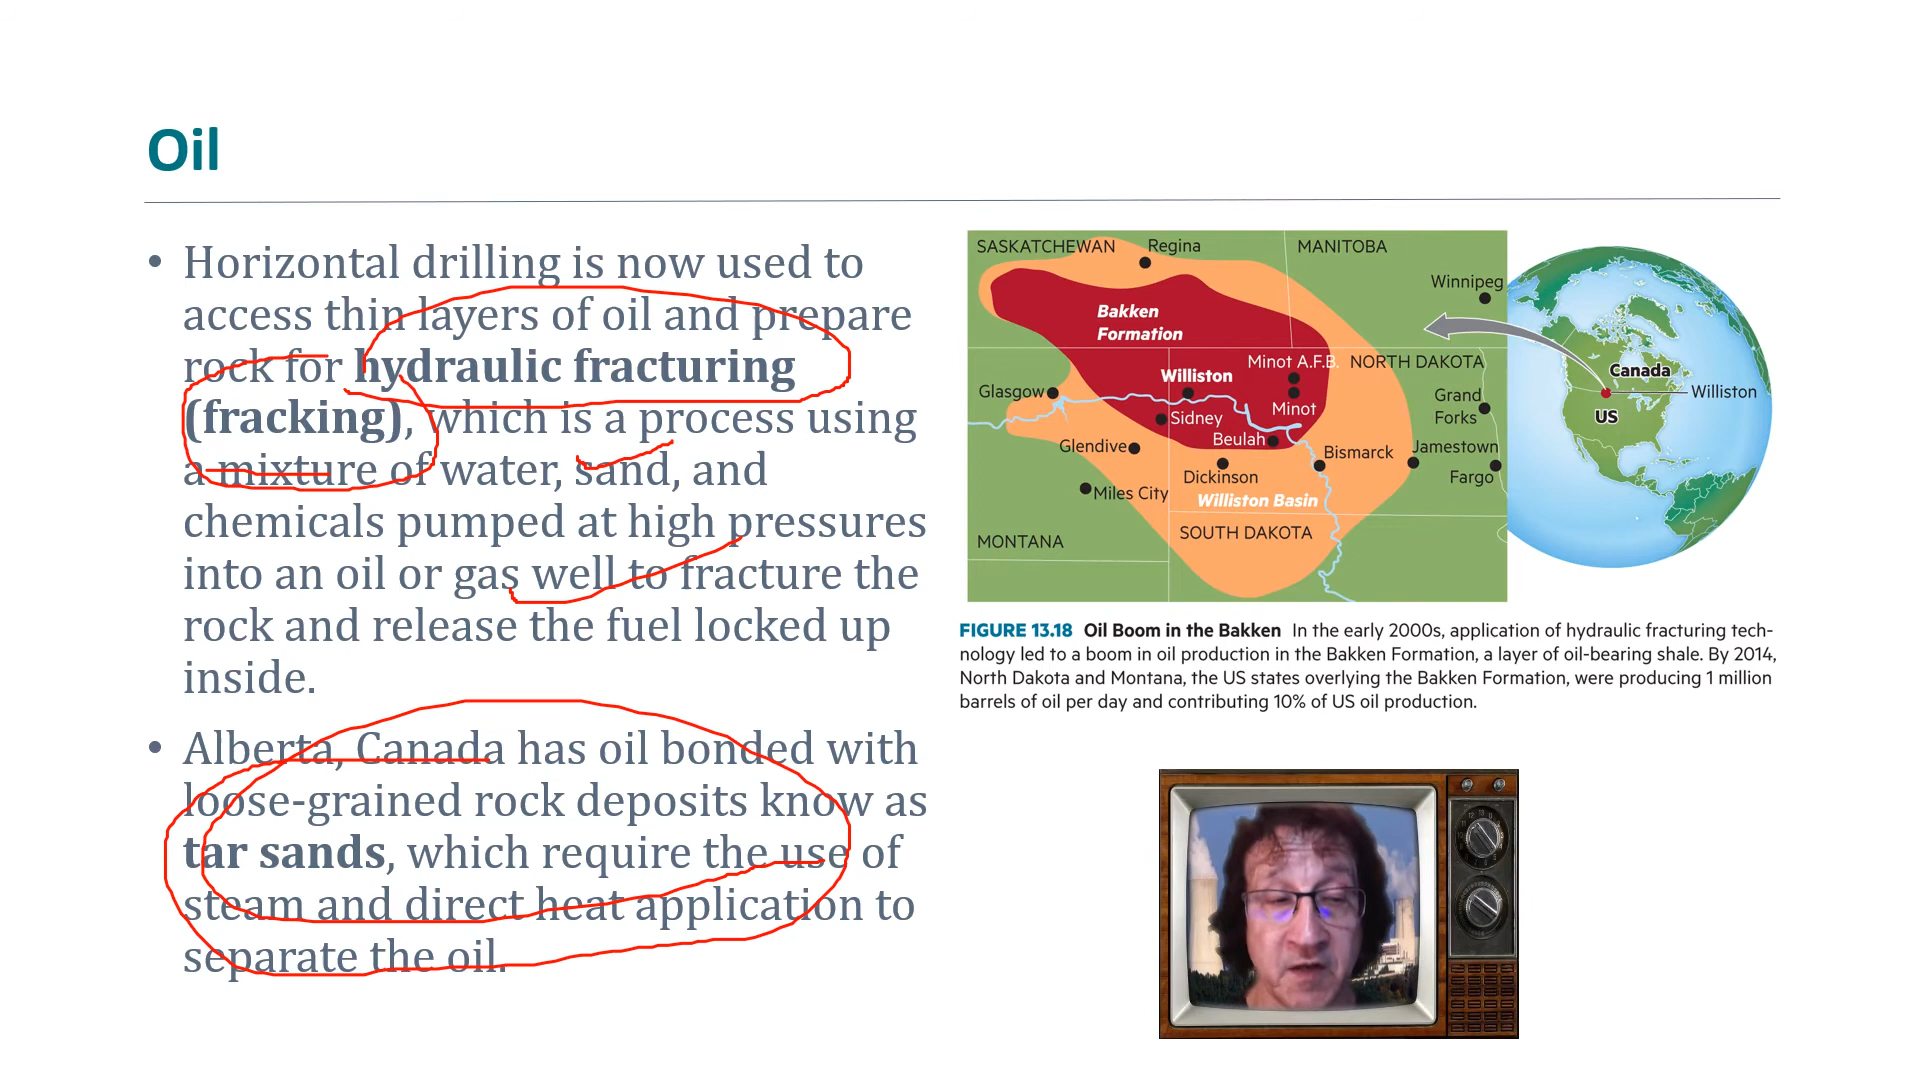 Oil
• Horizontal drilling is now used to
access thin layers of oil and prepare
rock for hydraulic fracturing
(fracking), which is a process using
a mixture of water, sand, and
chemicals pumped at high pressures
into an oil or gas well to fracture the
rock and release the fuel locked up
inside.
• Alberta, Canada has oil bonded with
loose-grained rock deposits know as
tar sands, which require the use of
steam and direct heat application to
separate the oil.
SASKATCHEWAN
Regina
MANITOBA
Winnipeg
Bakken
Formation
Minot A.F.B.
NORTH DAKOTA
Williston
Glasgow
Minot
Grand
Forks
Sidney
Beulah
Glendive
Bismarck
Jamestown
Dickinson
Fargo
Miles City
Williston Basin
SOUTH DAKOTA
MONTANA
Canada
Williston
US
FIGURE 13.18 Oil Boom in the Bakken In the early 2000s, application of hydraulic fracturing tech-
nology led to a boom in oil production in the Bakken Formation, a layer of oil-bearing shale. By 2014,
North Dakota and Montana, the US states overlying the Bakken Formation, were producing 1 million
barrels of oil per day and contributing 10% of US oil production.